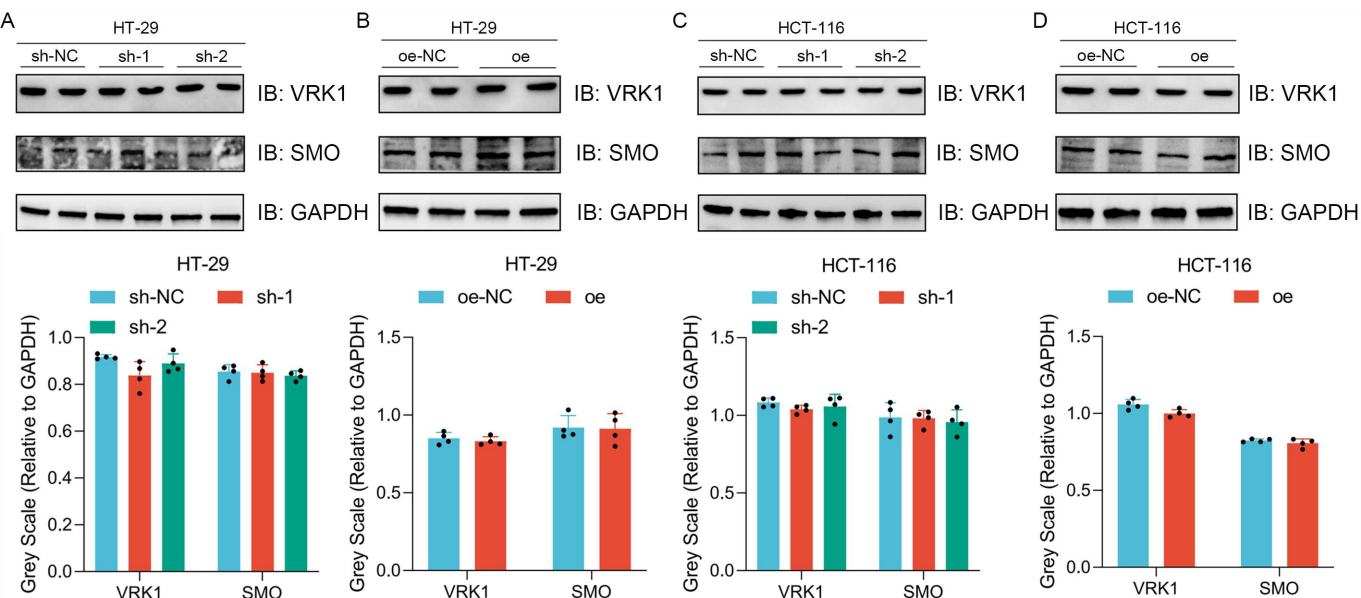 A
HT-29
sh-NC sh-1 sh-2
IB: VRK1
IB: SMO
IB: GAPDH
HT-29
sh-NC sh-1
sh-2
Grey Scale (Relative to GAPDH)
1.0
0.8
0.6
0.4
0.2
0.0
VRK1 SMO
B
HT-29
oe-NC oe
IB: VRK1
IB: SMO
IB: GAPDH
HT-29
oe-NC oe
Grey Scale (Relative to GAPDH)
1.5
1.0
0.5
0.0
VRK1 SMO
C
HCT-116
sh-NC sh-1 sh-2
IB: VRK1
IB: SMO
IB: GAPDH
HCT-116
sh-NC sh-1
sh-2
Grey Scale (Relative to GAPDH)
1.5
1.0
0.5
0.0
VRK1 SMO
D
HCT-116
oe-NC oe
IB: VRK1
IB: SMO
IB: GAPDH
HCT-116
oe-NC oe
Grey Scale (Relative to GAPDH)
1.5
1.0
0.5
0.0
VRK1 SMO